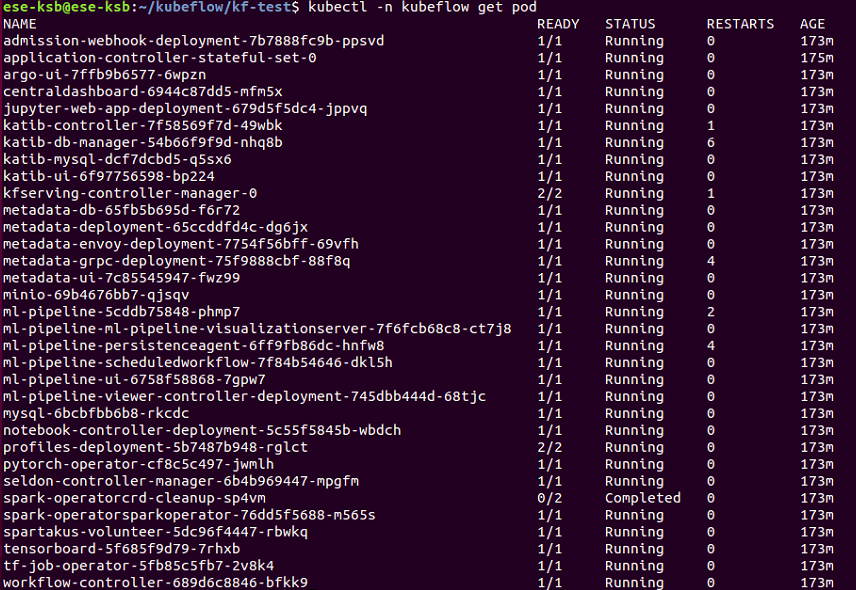 ese-ksb@ese-ksb:~/kubeflow/kf-test$ kubectl -n kubeflow get pod
NAME READY STATUS RESTARTS AGE
admission-webhook-deployment-7b7888fc9b-ppsvd 1/1 Running 0 173m
application-controller-stateful-set-0 1/1 Running 0 175m
argo-ui-7ffb9b6577-6wpzn 1/1 Running 0 173m
centraldashboard-6944c87dd5-mfm5x 1/1 Running 0 173m
jupyter-web-app-deployment-679d5f5dc4-jppvq 1/1 Running 0 173m
katib-controller-7f58569f7d-49wbk 1/1 Running 1 173m
katib-db-manager-54b66f9f9d-nhq8b 1/1 Running 6 173m
katib-mysql-dcf7dcbd5-q5sx6 1/1 Running 0 173m
katib-ui-6f97756598-bp224 1/1 Running 0 173m
kfserving-controller-manager-0 2/2 Running 1 173m
metadata-db-65fb5b695d-f6r72 1/1 Running 0 173m
metadata-deployment-65ccddfd4c-dg6jx 1/1 Running 0 173m
metadata-envoy-deployment-7754f56bff-69vfh 1/1 Running 0 173m
metadata-grpc-deployment-75f9888cbf-88f8q 1/1 Running 4 173m
metadata-ui-7c85545947-fwz99 1/1 Running 0 173m
minio-69b4676bb7-qjsqv 1/1 Running 0 173m
ml-pipeline-5cddb75848-phmp7 1/1 Running 2 173m
ml-pipeline-ml-pipeline-visualizationserver-7f6fcb68c8-ct7j8 1/1 Running 0 173m
ml-pipeline-persistenceagent-6ff9fb86dc-hnfw8 1/1 Running 4 173m
ml-pipeline-scheduledworkflow-7f84b54646-dkl5h 1/1 Running 0 173m
ml-pipeline-ui-6758f58868-7gpw7 1/1 Running 0 173m
ml-pipeline-viewer-controller-deployment-745dbb444d-68tjc 1/1 Running 0 173m
mysql-6bcbfbb6b8-rkcdc 1/1 Running 0 173m
notebook-controller-deployment-5c55f5845b-wbdch 1/1 Running 0 173m
profiles-deployment-5b7487b948-rglct 2/2 Running 0 173m
pytorch-operator-cf8c5c497-jwmlh 1/1 Running 0 173m
seldon-controller-manager-6b4b969447-mpgfm 1/1 Running 0 173m
spark-operatorcrd-cleanup-sp4vm 0/2 Completed 0 173m
spark-operatorsparkoperator-76dd5f5688-m565s 1/1 Running 0 173m
spartakus-volunteer-5dc96f4447-rbwkq 1/1 Running 0 173m
tensorboard-5f685f9d79-7rhxb 1/1 Running 0 173m
tf-job-operator-5fb85c5fb7-2v8k4 1/1 Running 0 173m
workflow-controller-689d6c8846-bfkk9 1/1 Running 0 173m